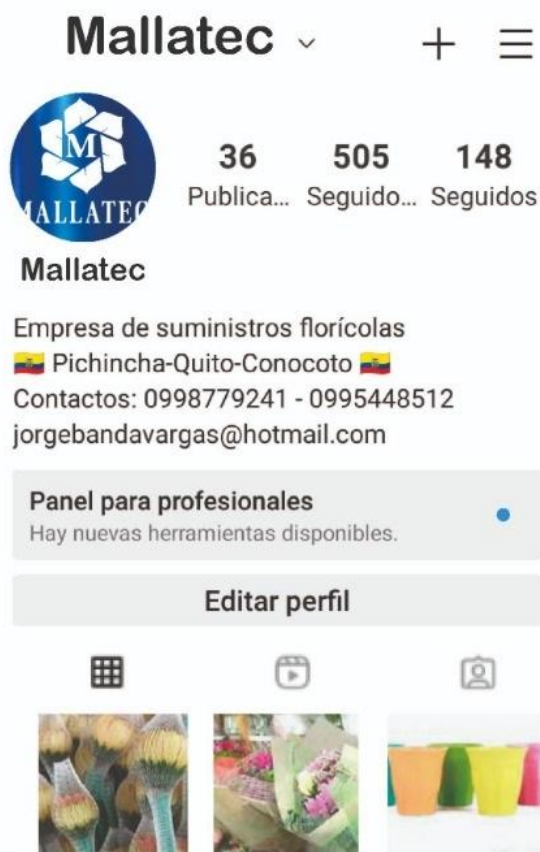 Mallatec
36 505 148
Publica... Seguido... Seguidos
M
MALLATEC
Mallatec
Empresa de suministros florícolas
🇪🇨 Pichincha-Quito-Conocoto 🇪🇨
Contactos: 0998779241 - 0995448512
jorgebandavargas@hotmail.com
Panel para profesionales
Hay nuevas herramientas disponibles.
Editar perfil